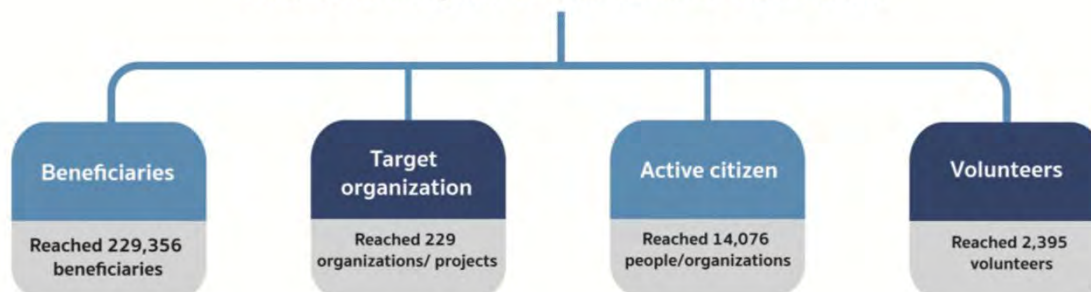 Beneficiaries
Reached 229,356
beneficiaries
Target
organization
Reached 229
organizations/ projects
Active citizen
Reached 14,076
people/organizations
Volunteers
Reached 2,395
volunteers